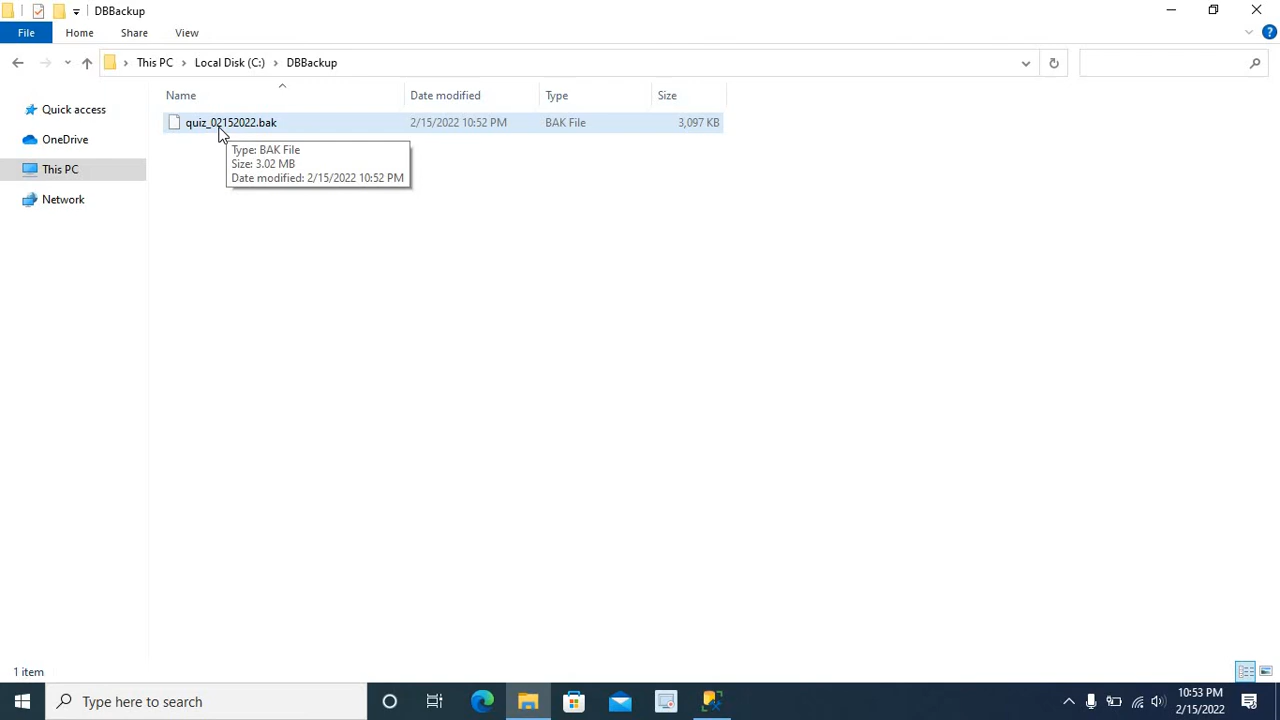 DBBackup
File Home Share View
This PC Local Disk (C:) DBBackup
Name Date modified Type Size
Quick access
quiz_02152022.bak 2/15/2022 10:52 PM BAK File 3,097 KB
OneDrive
Type: BAK File
Size: 3.02 MB
Date modified: 2/15/2022 10:52 PM
This PC
Network
1 item
Type here to search
10:53 PM
2/15/2022